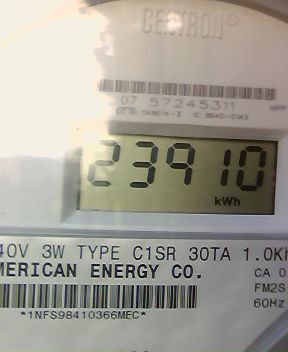 CENTRON®
07 57245311
23910
kWh
40V 3W TYPE C1SR 30TA 1.0Kh
MERICAN ENERGY CO.
CA 0
FM2S
60Hz
*1NFS98410366MEC*